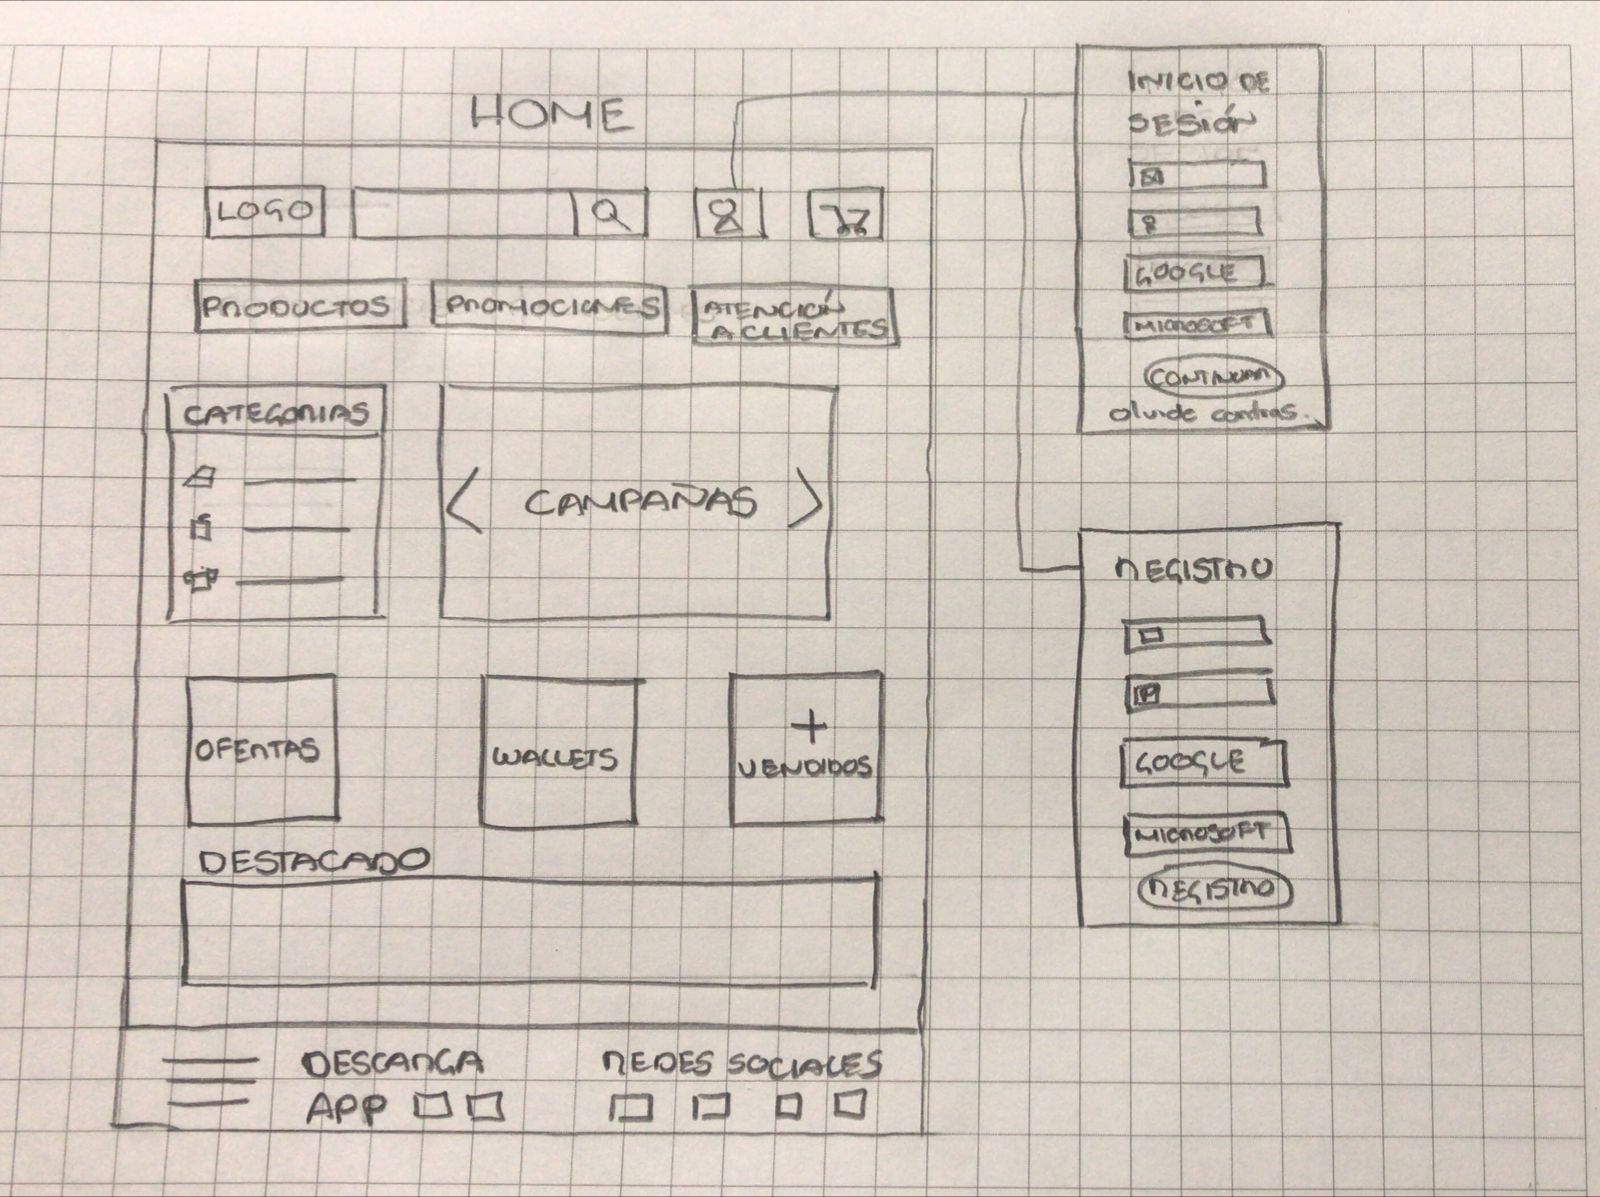 HOME
LOGO
PRODUCTOS
PROMOCIONES
ATENCIÓN
A CLIENTES
CATEGORIAS
CAMPAÑAS
OFERTAS
WALLETS
+
VENDIDOS
DESTACADO
DESCARGA
APP
REDES SOCIALES
INICIO DE
SESIÓN
GOOGLE
MICROSOFT
CONTINUAR
olvide contras..
REGISTRO
GOOGLE
MICROSOFT
REGISTRO